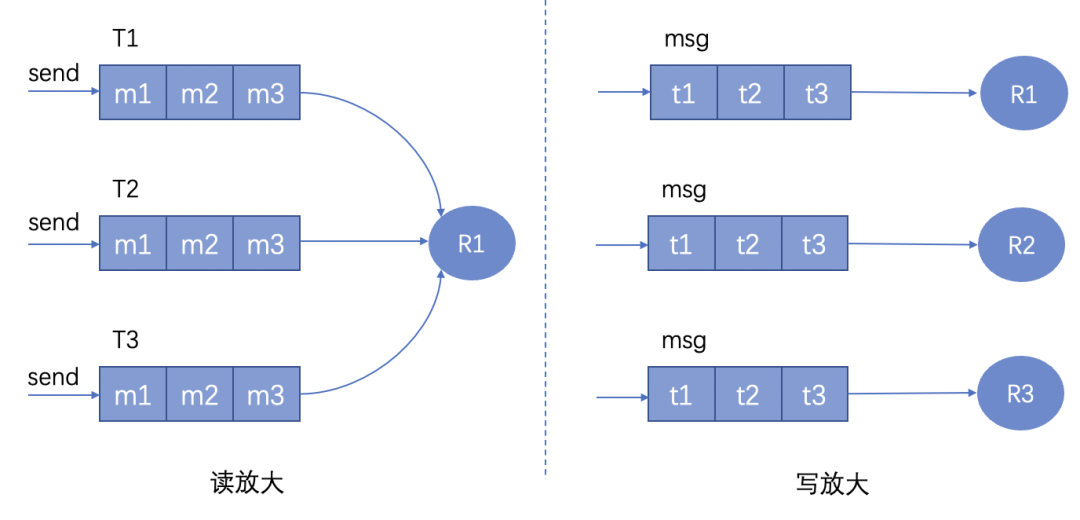 T1
send
m1 m2 m3
T2
send
m1 m2 m3
R1
T3
send
m1 m2 m3
读放大
msg
t1 t2 t3
R1
msg
t1 t2 t3
R2
msg
t1 t2 t3
R3
写放大